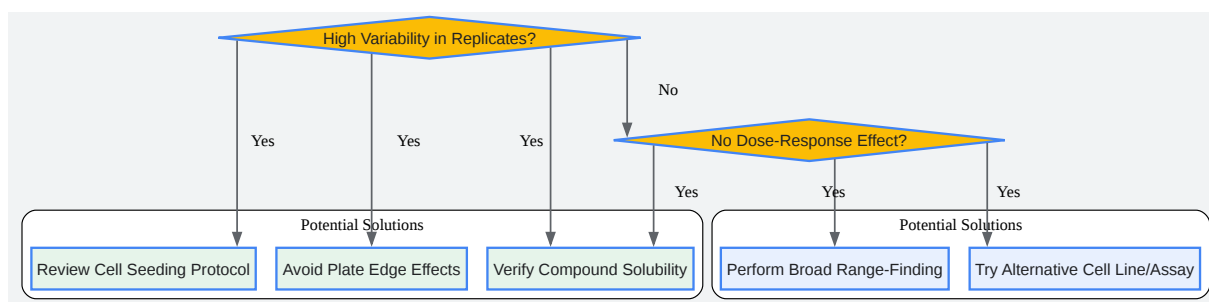 High Variability in Replicates?
No
Yes
Yes
Yes
No Dose-Response Effect?
Yes
Yes
Yes
Potential Solutions
Potential Solutions
Review Cell Seeding Protocol
Avoid Plate Edge Effects
Verify Compound Solubility
Perform Broad Range-Finding
Try Alternative Cell Line/Assay